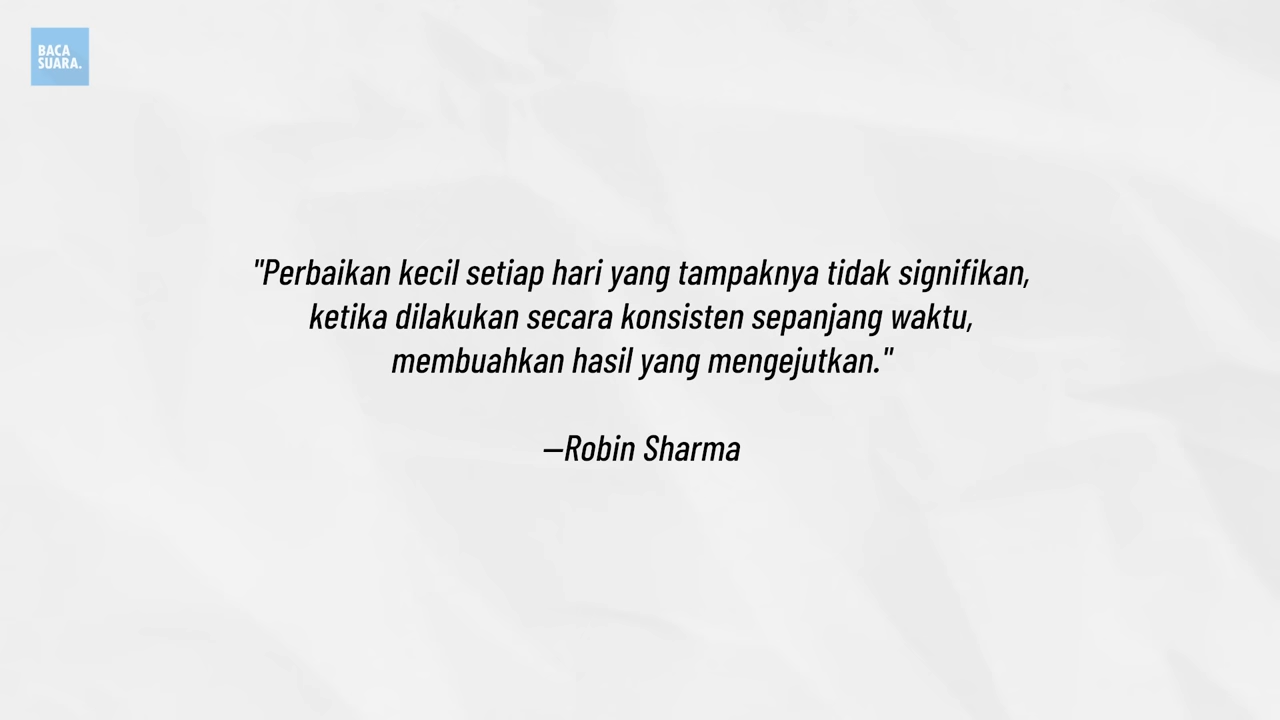 BACA
SUARA.
"Perbaikan kecil setiap hari yang tampaknya tidak signifikan,
ketika dilakukan secara konsisten sepanjang waktu,
membuahkan hasil yang mengejutkan."
—Robin Sharma